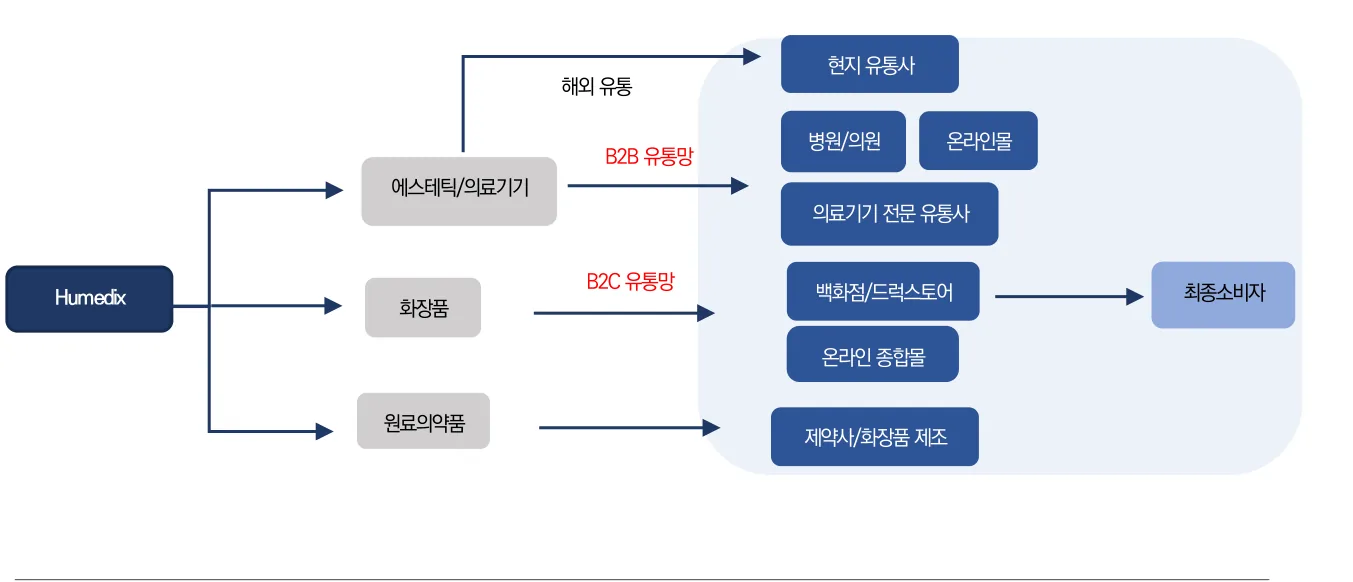 현지 유통사
해외 유통
병원/의원
온라인몰
B2B 유통망
에스테틱/의료기기
의료기기 전문 유통사
B2C 유통망
백화점/드럭스토어
최종소비자
Humedix
화장품
온라인 종합몰
원료의약품
제약사/화장품 제조